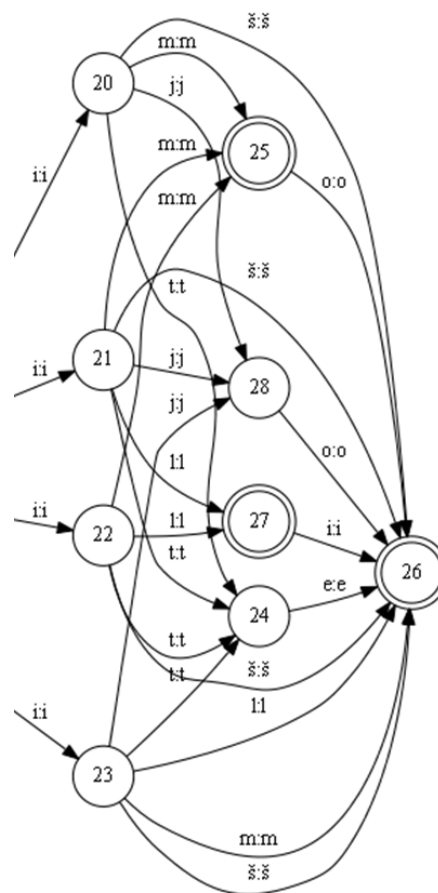 š:š
m:m
20
j:j
m:m
25
i:i
m:m
o:o
š:š
t:t
21
j:j
28
i:i
j:j
l:l
o:o
i:i
l:l
27
i:i
22
t:t
26
e:e
24
t:t
š:š
t:t
i:i
l:l
23
m:m
š:š